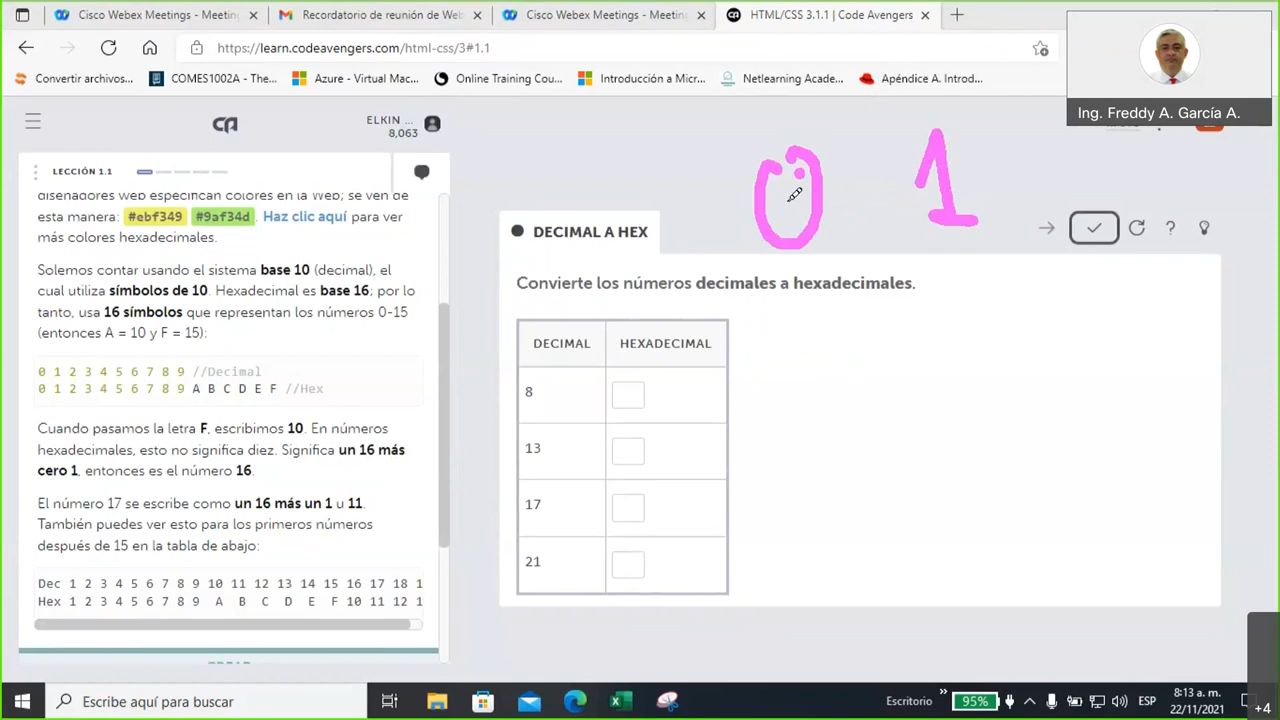 Cisco Webex Meetings - Meetin
Recordatorio de reunión de Web
Cisco Webex Meetings - Meeting
HTML/CSS 3.1.1 | Code Avengers
https://learn.codeavengers.com/html-css/3#1.1
Convertir archivos...
COMES1002A - The...
Azure - Virtual Mac...
Online Training Cou...
Introducción a Micr...
Netlearning Acade...
Apéndice A. Introd...
Ing. Freddy A. García A.
ELKIN ...
8,063
LECCIÓN 1.1
diseñadores web especifican colores en la Web; se ven de
esta manera: #ebf349 #9af34d. Haz clic aquí para ver
más colores hexadecimales.
Solemos contar usando el sistema base 10 (decimal), el
cual utiliza símbolos de 10. Hexadecimal es base 16; por lo
tanto, usa 16 símbolos que representan los números 0-15
(entonces A = 10 y F = 15):
0 1 2 3 4 5 6 7 8 9 //Decimal
0 1 2 3 4 5 6 7 8 9 A B C D E F //Hex
Cuando pasamos la letra F, escribimos 10. En números
hexadecimales, esto no significa diez. Significa un 16 más
cero 1, entonces es el número 16.
El número 17 se escribe como un 16 más un 1 u 11.
También puedes ver esto para los primeros números
después de 15 en la tabla de abajo:
Dec 1 2 3 4 5 6 7 8 9 10 11 12 13 14 15 16 17 18 1
Hex 1 2 3 4 5 6 7 8 9 A B C D E F 10 11 12 1
0 1
DECIMAL A HEX
Convierte los números decimales a hexadecimales.
DECIMAL HEXADECIMAL
8
13
17
21
Escribe aquí para buscar
Escritorio
95%
ESP
8:13 a. m.
22/11/2021
+4